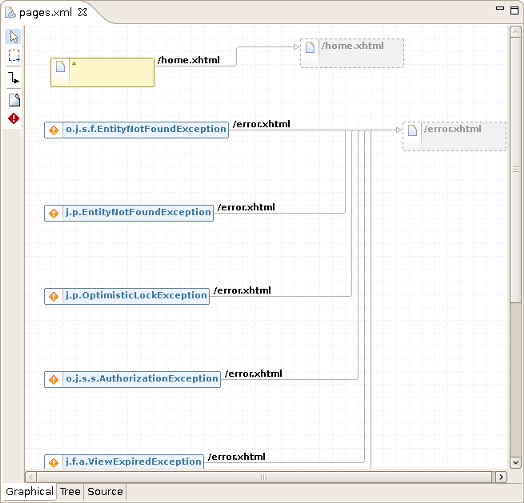 pages.xml
/home.xhtml
/home.xhtml
*
/error.xhtml
o.j.s.f.EntityNotFoundException
/error.xhtml
/error.xhtml
j.p.EntityNotFoundException
/error.xhtml
j.p.OptimisticLockException
/error.xhtml
o.j.s.s.AuthorizationException
/error.xhtml
j.f.a.ViewExpiredException
Graphical Tree Source